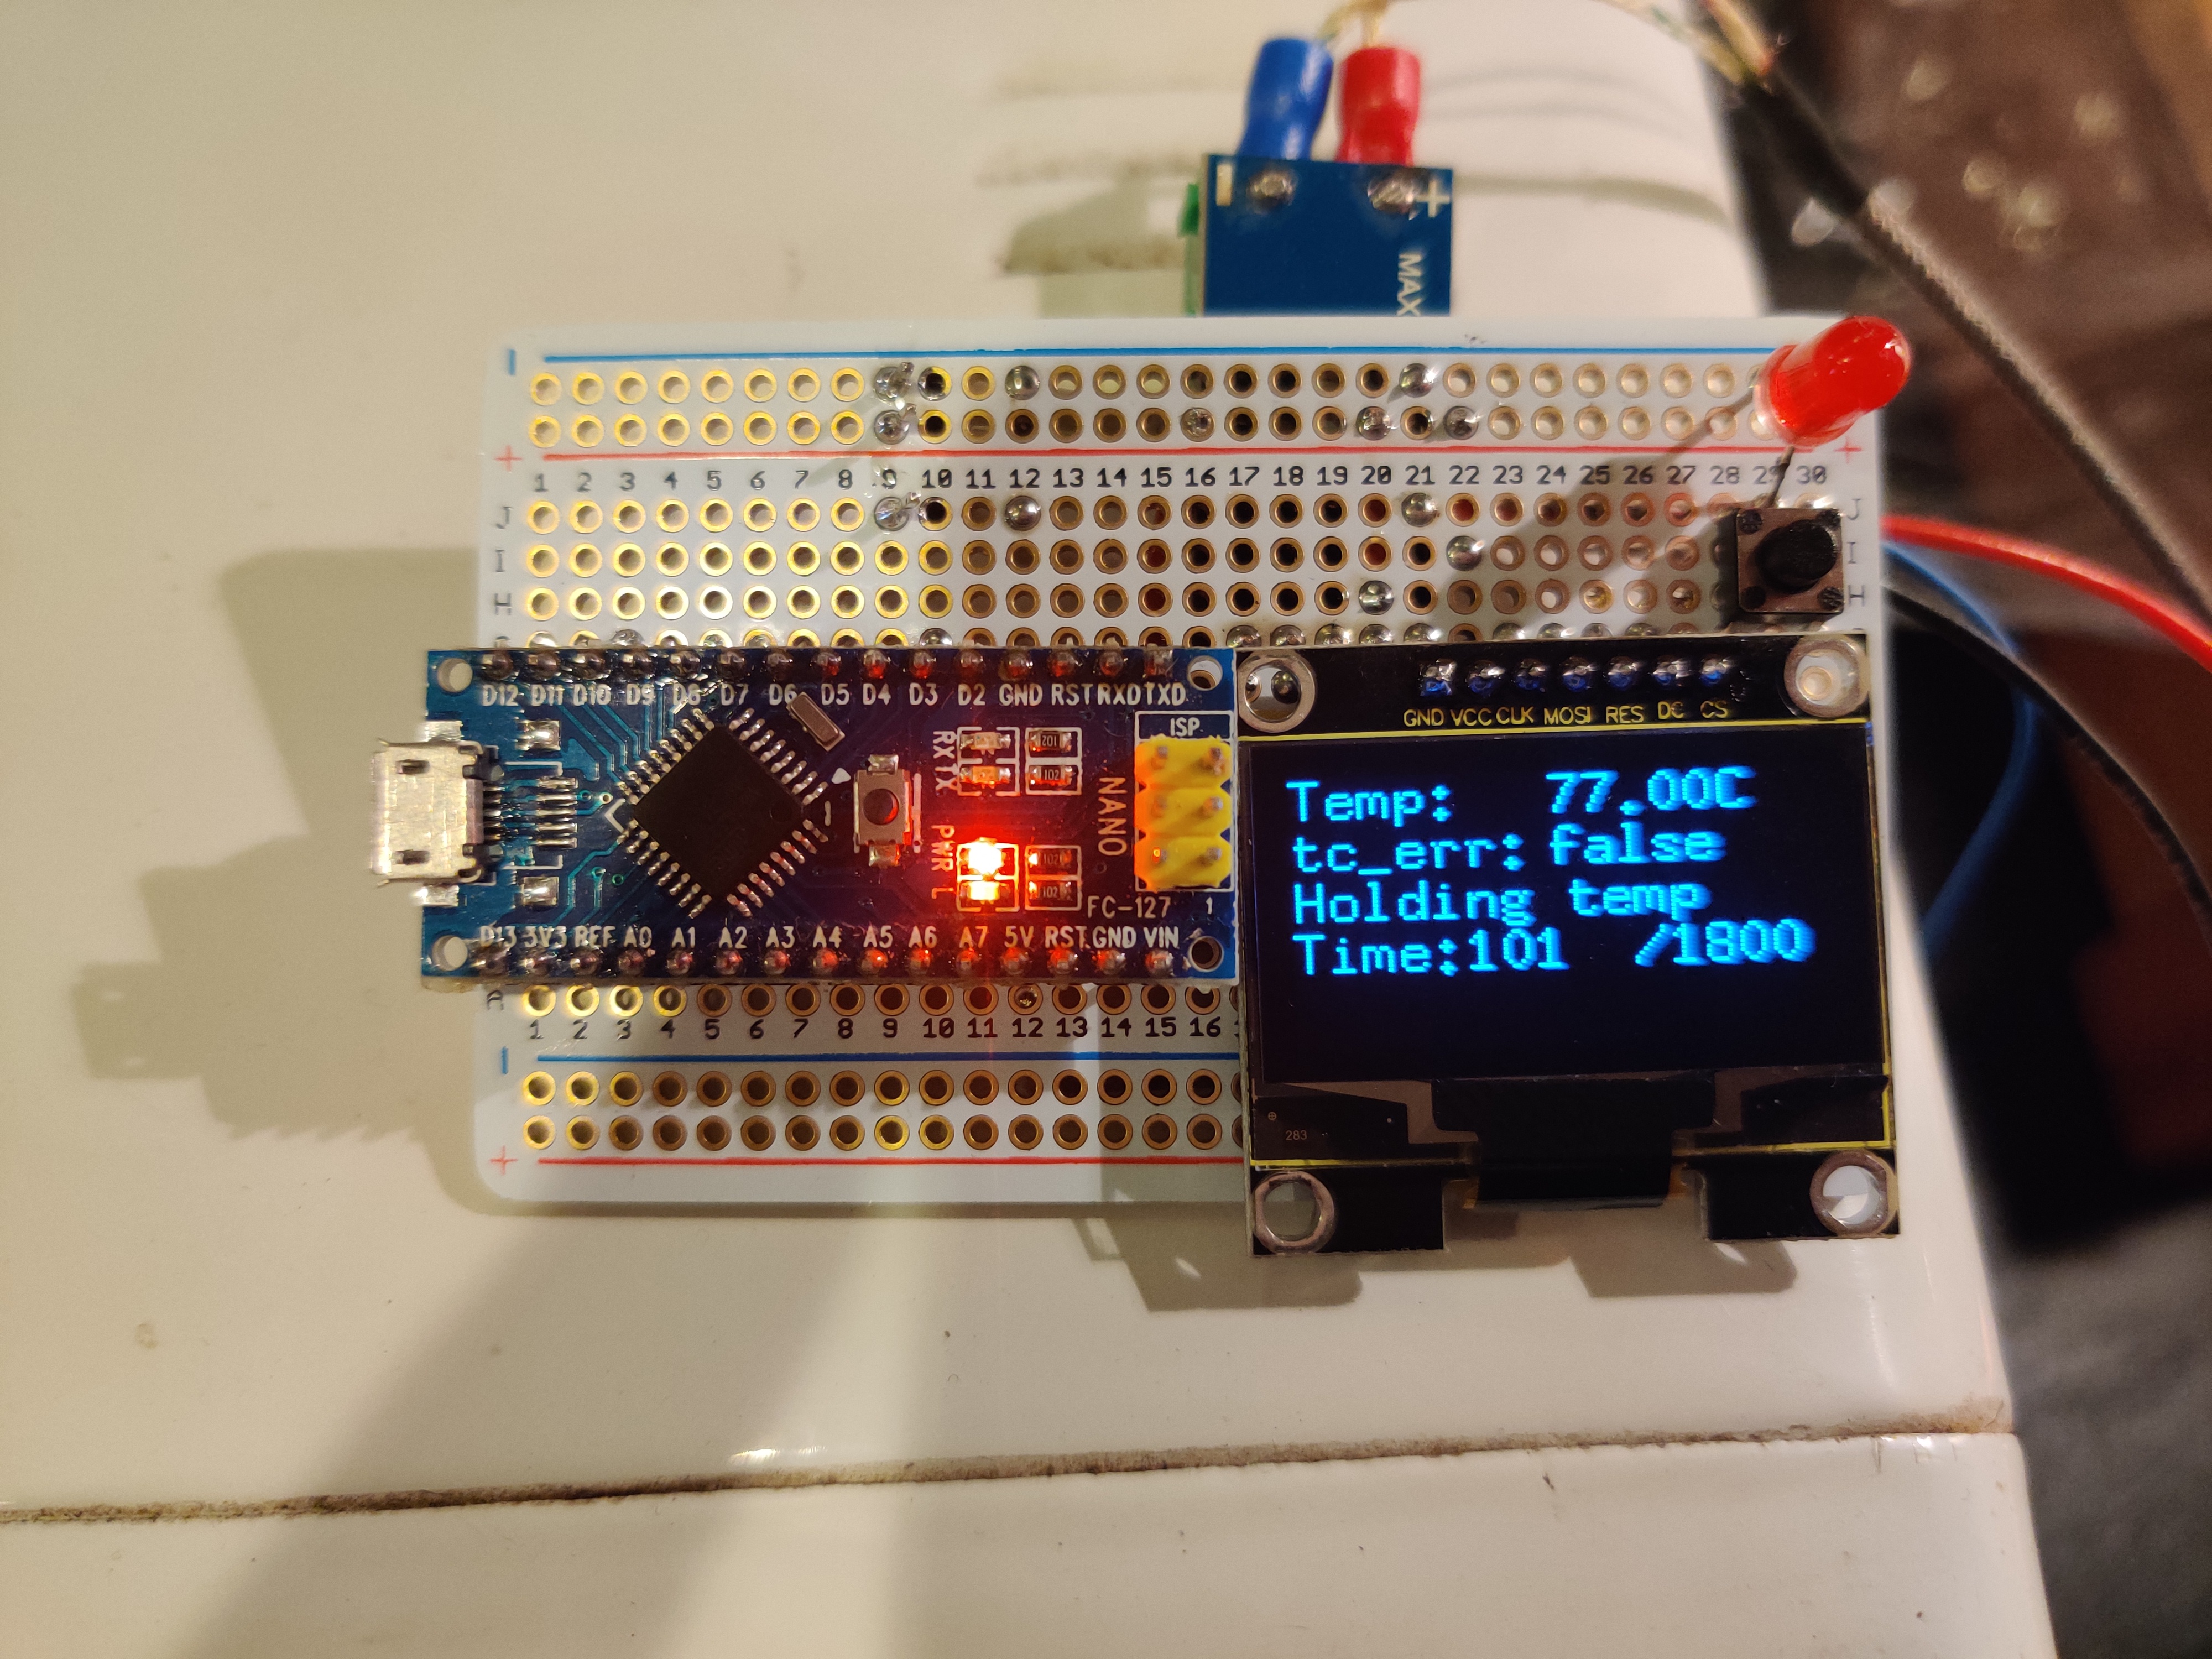 −
+
MAX
−
+
+
1 2 3 4 5 6 7 8 9 10 11 12 13 14 15 16 17 18 19 20 21 22 23 24 25 26 27 28 29 30
J J
I I
H H
D12 D11 D10 D9 D8 D7 D6 D5 D4 D3 D2 GND RST RXD TXD
GND VCC CLK MOSI RES DC CS
ISP
RX
TX
201
102
NANO
PWR
L
102
102
FC-127 1
D13 3V3 REF A0 A1 A2 A3 A4 A5 A6 A7 5V RST GND VIN
Temp: 77.00C
tc_err: false
Holding temp
Time:101 /1800
A
1 2 3 4 5 6 7 8 9 10 11 12 13 14 15 16
−
+
283